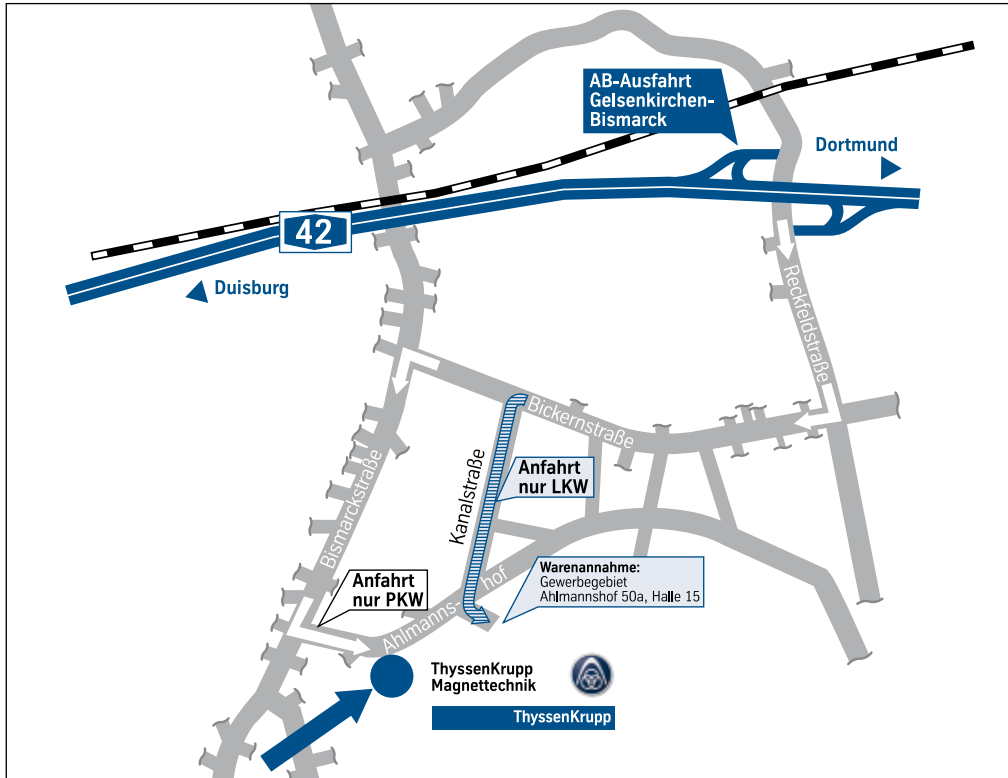 AB-Ausfahrt
Gelsenkirchen-
Bismarck
Dortmund
42
Duisburg
Reckfeldstraße
Bickernstraße
Kanalstraße
Anfahrt
nur LKW
Bismarckstraße
Warenannahme:
Gewerbegebiet
Ahlmannshof 50a, Halle 15
Anfahrt
nur PKW
Ahlmanns-
hof
ThyssenKrupp
Magnettechnik
ThyssenKrupp